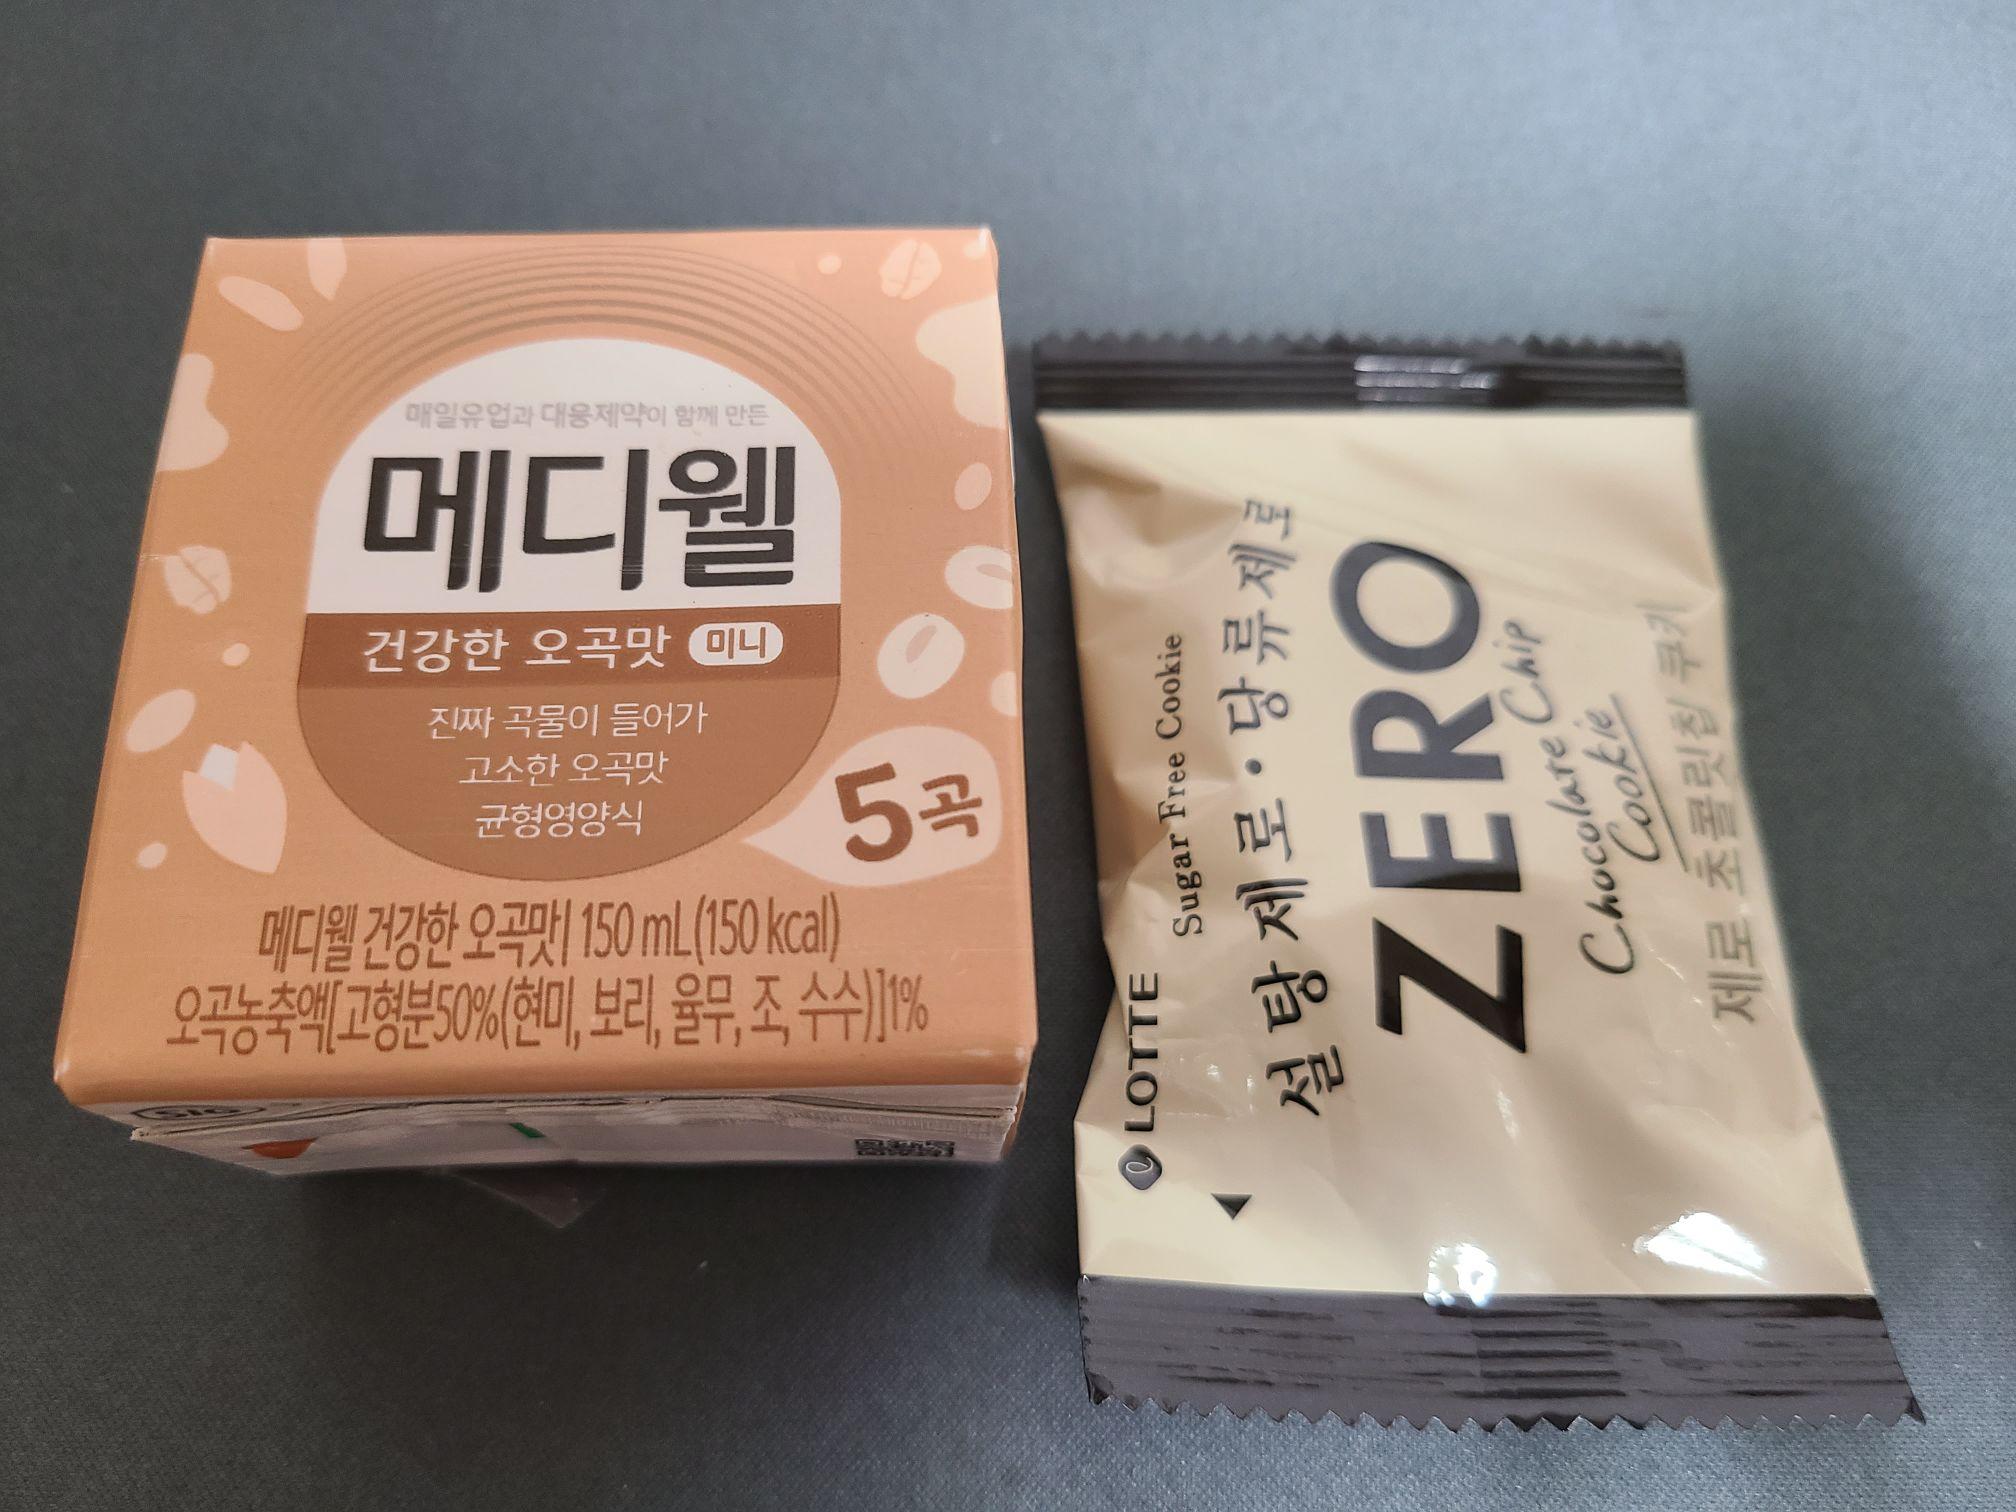 매일유업과 대웅제약이 함께 만든
메디웰
건강한 오곡맛 미니
진짜 곡물이 들어가
고소한 오곡맛
균형영양식
5곡
메디웰 건강한 오곡맛| 150 mL(150 kcal)
오곡농축액[고형분50%(현미, 보리, 율무, 조, 수수)]1%
SIG
LOTTE
Sugar Free Cookie
설탕제로·당류제로
ZERO
Chocolate Chip
Cookie
제로 초콜릿칩 쿠키